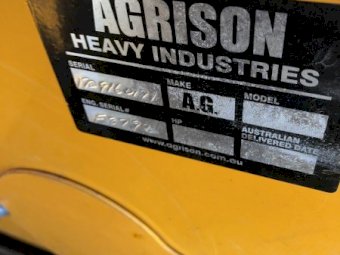 AGRISON
HEAVY INDUSTRIES
SERIAL MAKE MODEL
A.G.
ENG. SERIAL# HP AUSTRALIAN
DELIVERED DATE
www.agrison.com.au